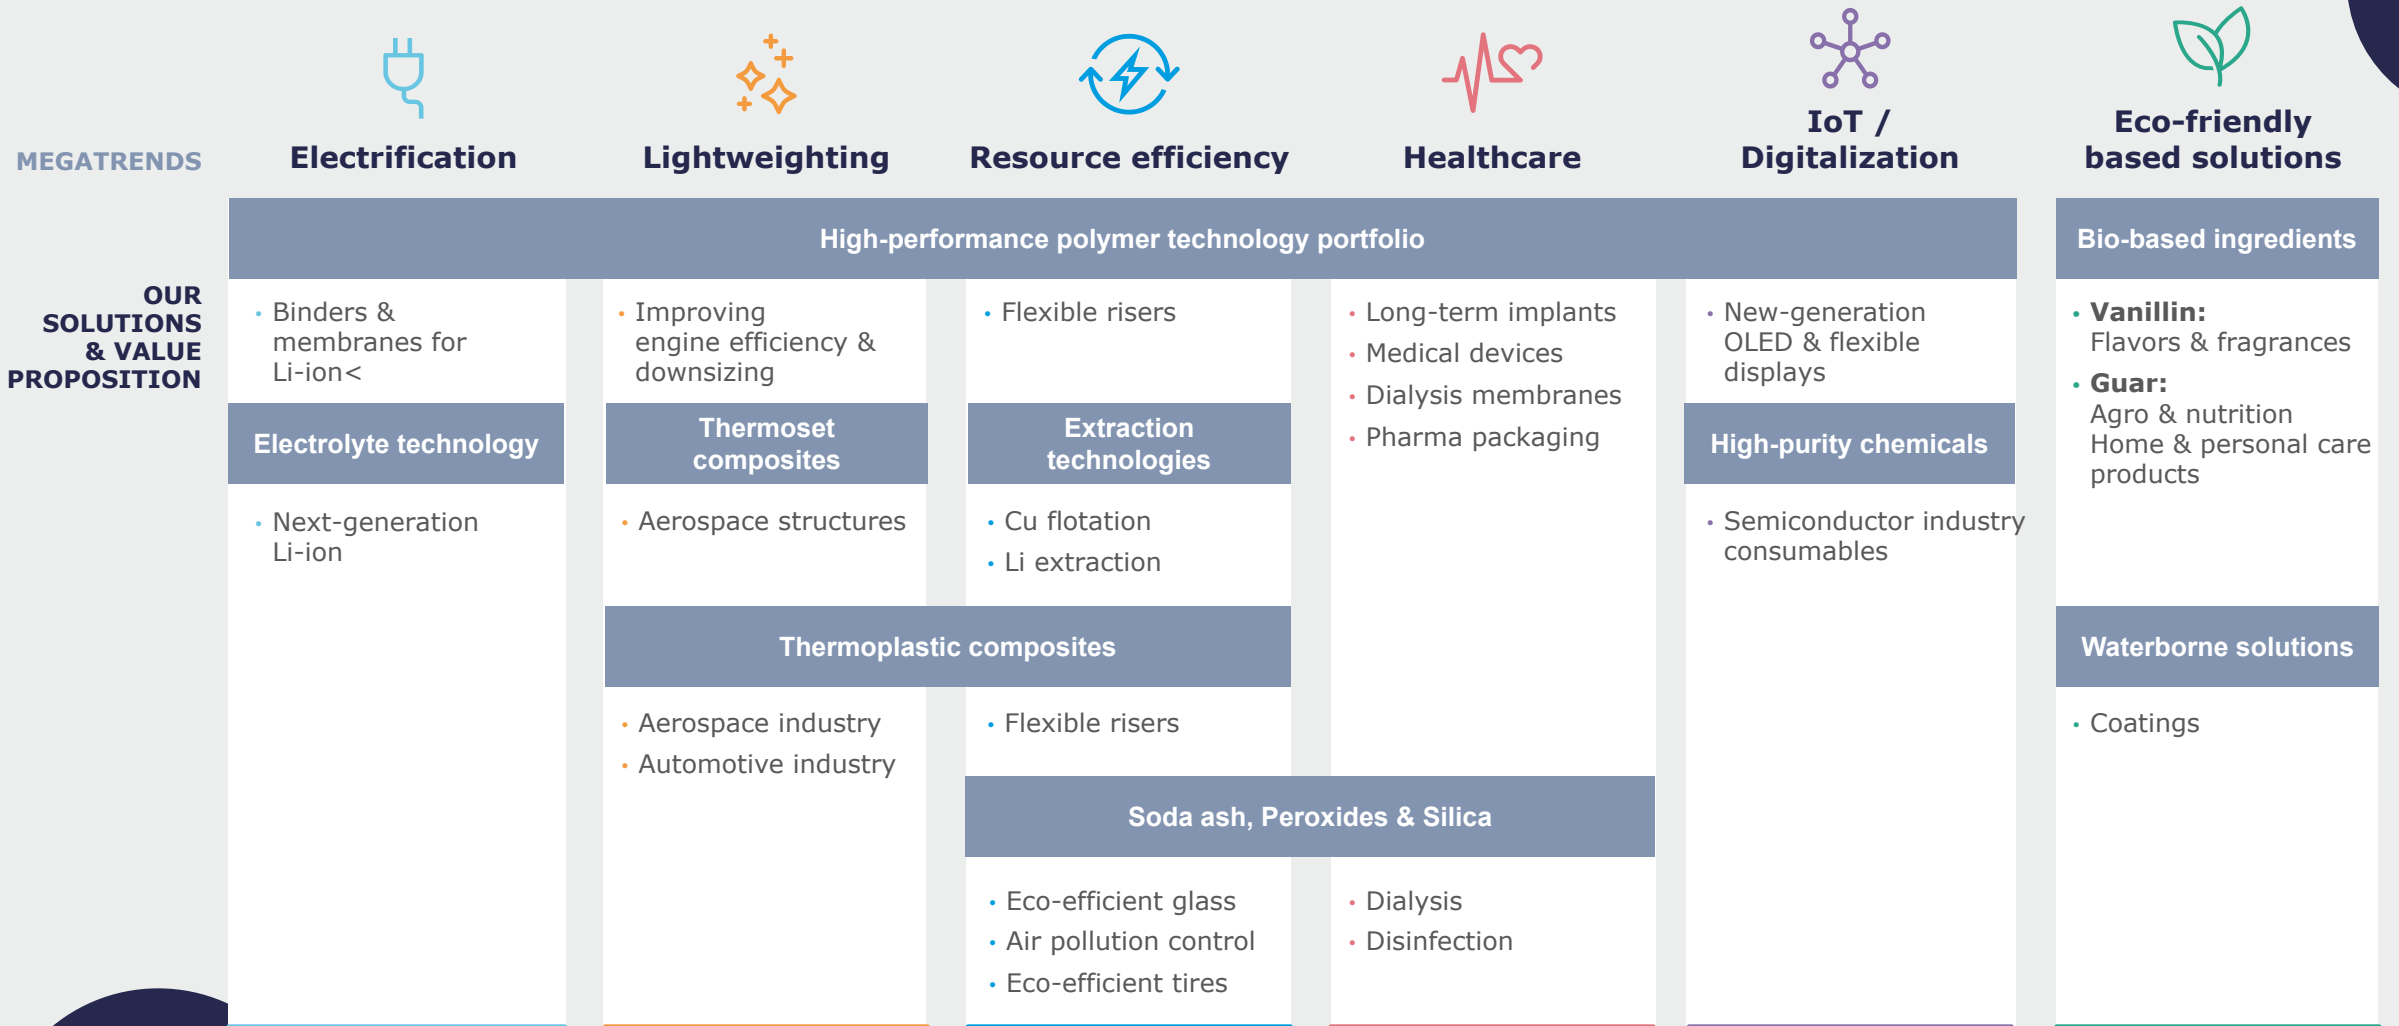 MEGATRENDS
Electrification
Lightweighting
Resource efficiency
Healthcare
IoT /
Digitalization
Eco-friendly
based solutions
OUR
SOLUTIONS
& VALUE
PROPOSITION
High-performance polymer technology portfolio
Bio-based ingredients
• Binders &
membranes for
Li-ion<
• Improving
engine efficiency &
downsizing
• Flexible risers
• Long-term implants
• Medical devices
• Dialysis membranes
• Pharma packaging
• New-generation
OLED & flexible
displays
• Vanillin:
Flavors & fragrances
• Guar:
Agro & nutrition
Home & personal care
products
Electrolyte technology
Thermoset
composites
Extraction
technologies
High-purity chemicals
• Next-generation
Li-ion
• Aerospace structures
• Cu flotation
• Li extraction
• Semiconductor industry
consumables
Thermoplastic composites
Waterborne solutions
• Aerospace industry
• Automotive industry
• Flexible risers
• Coatings
Soda ash, Peroxides & Silica
• Eco-efficient glass
• Air pollution control
• Eco-efficient tires
• Dialysis
• Disinfection